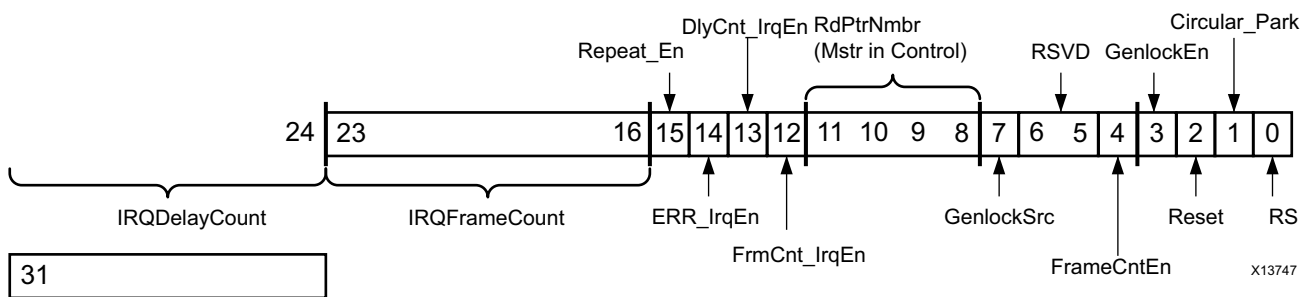 DlyCnt_IrqEn RdPtrNmbr Circular_Park
Repeat_En (Mstr in Control) RSVD GenlockEn
24 23 16 15 14 13 12 11 10 9 8 7 6 5 4 3 2 1 0
IRQDelayCount IRQFrameCount ERR_IrqEn GenlockSrc Reset RS
FrmCnt_IrqEn FrameCntEn
31 X13747